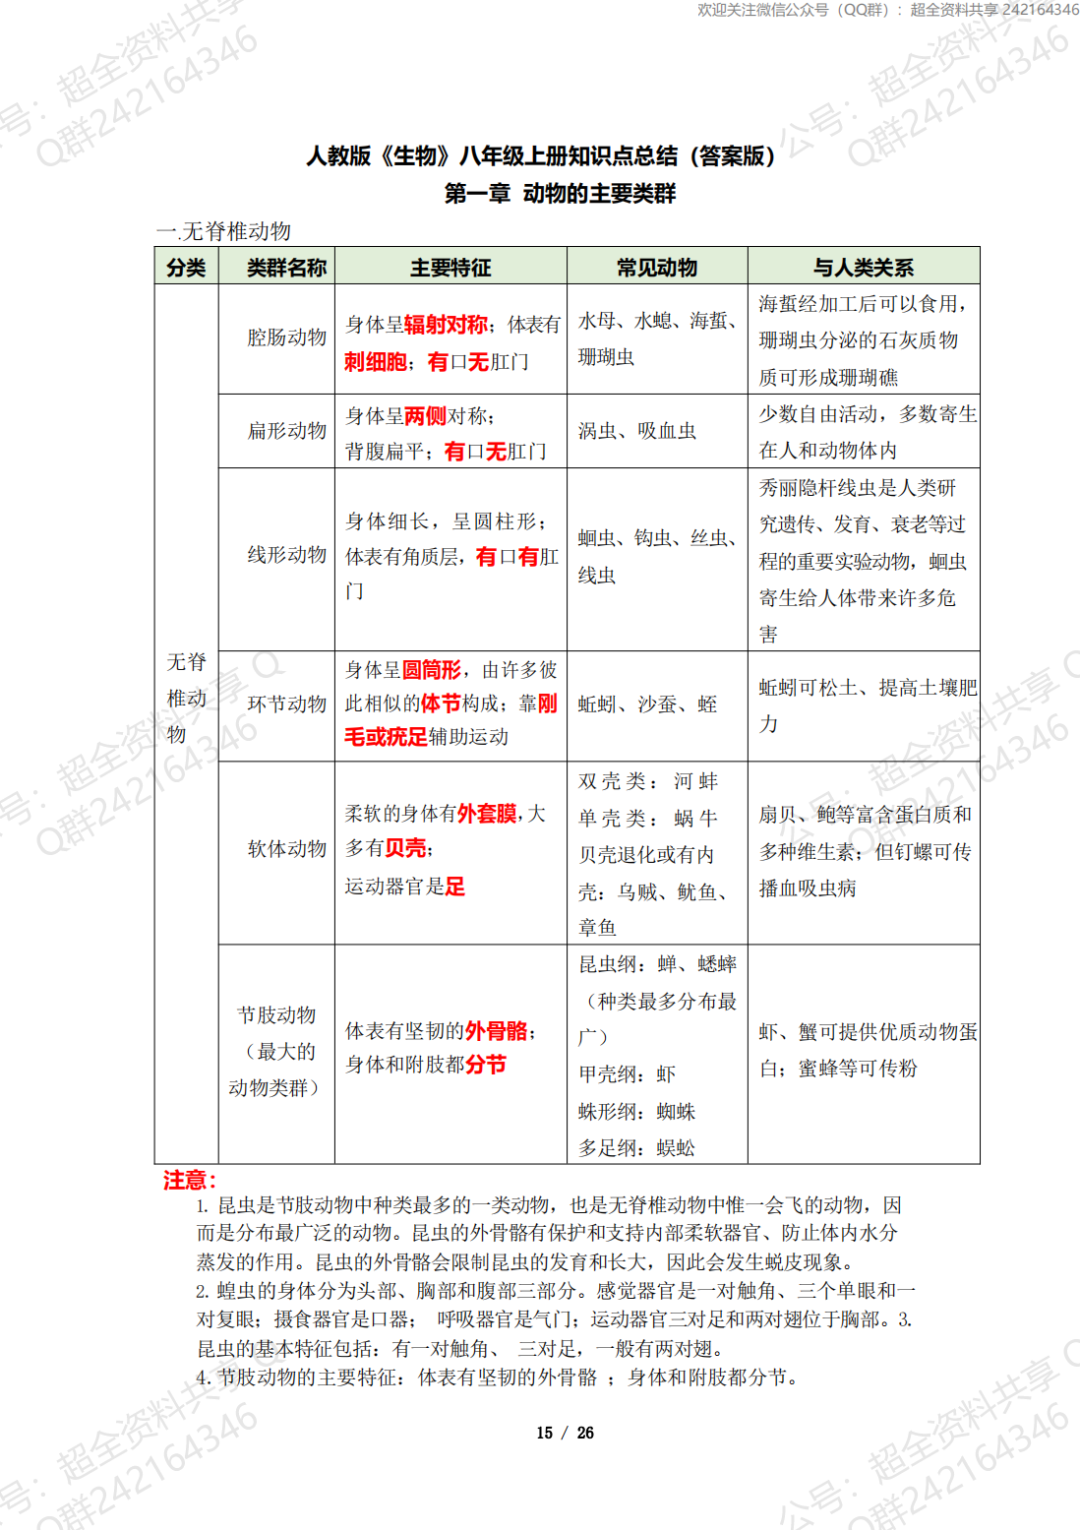 欢迎关注微信公众号（QQ群）：超全资料共享 242164346
人教版《生物》八年级上册知识点总结（答案版）
第一章 动物的主要类群
一.无脊椎动物
分类 类群名称 主要特征 常见动物 与人类关系
无脊
椎动
物
腔肠动物
身体呈辐射对称；体表有
刺细胞；有口无肛门
水母、水螅、海蜇、
珊瑚虫
海蜇经加工后可以食用，
珊瑚虫分泌的石灰质物
质可形成珊瑚礁
扁形动物
身体呈两侧对称；
背腹扁平；有口无肛门
涡虫、吸血虫
少数自由活动，多数寄生
在人和动物体内
线形动物
身体细长，呈圆柱形；
体表有角质层，有口有肛
门
蛔虫、钩虫、丝虫、
线虫
秀丽隐杆线虫是人类研
究遗传、发育、衰老等过
程的重要实验动物，蛔虫
寄生给人体带来许多危
害
环节动物
身体呈圆筒形，由许多彼
此相似的体节构成；靠刚
毛或疣足辅助运动
蚯蚓、沙蚕、蛭
蚯蚓可松土、提高土壤肥
力
软体动物
柔软的身体有外套膜，大
多有贝壳；
运动器官是足
双壳类：河蚌
单壳类：蜗牛
贝壳退化或有内
壳：乌贼、鱿鱼、
章鱼
扇贝、鲍等富含蛋白质和
多种维生素；但钉螺可传
播血吸虫病
节肢动物
（最大的
动物类群）
体表有坚韧的外骨骼；
身体和附肢都分节
昆虫纲：蝉、蟋蟀
（种类最多分布最
广）
甲壳纲：虾
蛛形纲：蜘蛛
多足纲：蜈蚣
虾、蟹可提供优质动物蛋
白；蜜蜂等可传粉
注意：
1. 昆虫是节肢动物中种类最多的一类动物，也是无脊椎动物中惟一会飞的动物，因
而是分布最广泛的动物。昆虫的外骨骼有保护和支持内部柔软器官、防止体内水分
蒸发的作用。昆虫的外骨骼会限制昆虫的发育和长大，因此会发生蜕皮现象。
2. 蝗虫的身体分为头部、胸部和腹部三部分。感觉器官是一对触角、三个单眼和一
对复眼；摄食器官是口器； 呼吸器官是气门；运动器官三对足和两对翅位于胸部。3.
昆虫的基本特征包括：有一对触角、 三对足，一般有两对翅。
4. 节肢动物的主要特征：体表有坚韧的外骨骼 ；身体和附肢都分节。
15 / 26
公号：超全资料共享 Q
Q群242164346